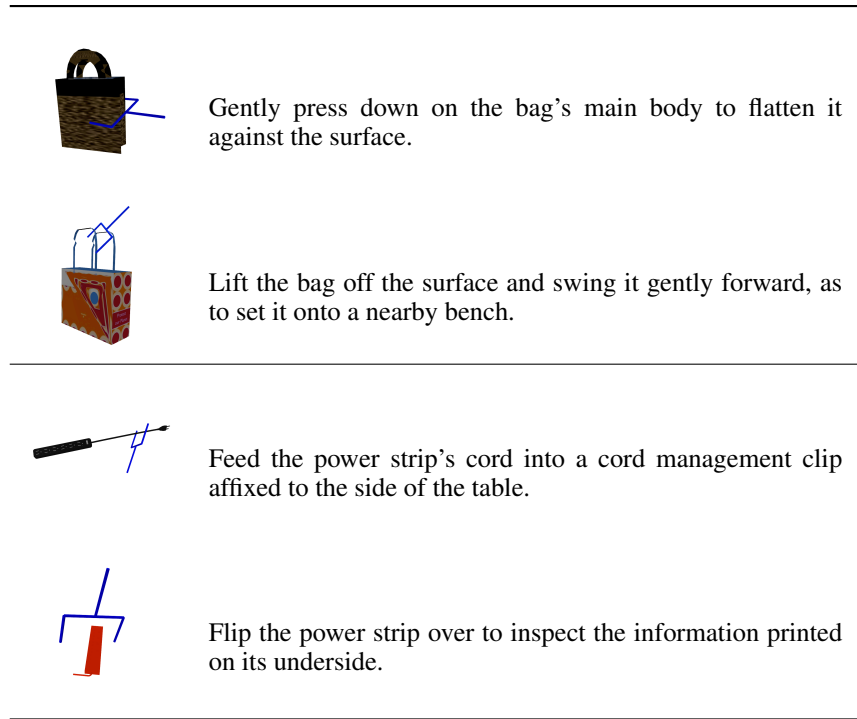 Gently press down on the bag's main body to flatten it
against the surface.
Lift the bag off the surface and swing it gently forward, as
to set it onto a nearby bench.
Feed the power strip's cord into a cord management clip
affixed to the side of the table.
Flip the power strip over to inspect the information printed
on its underside.